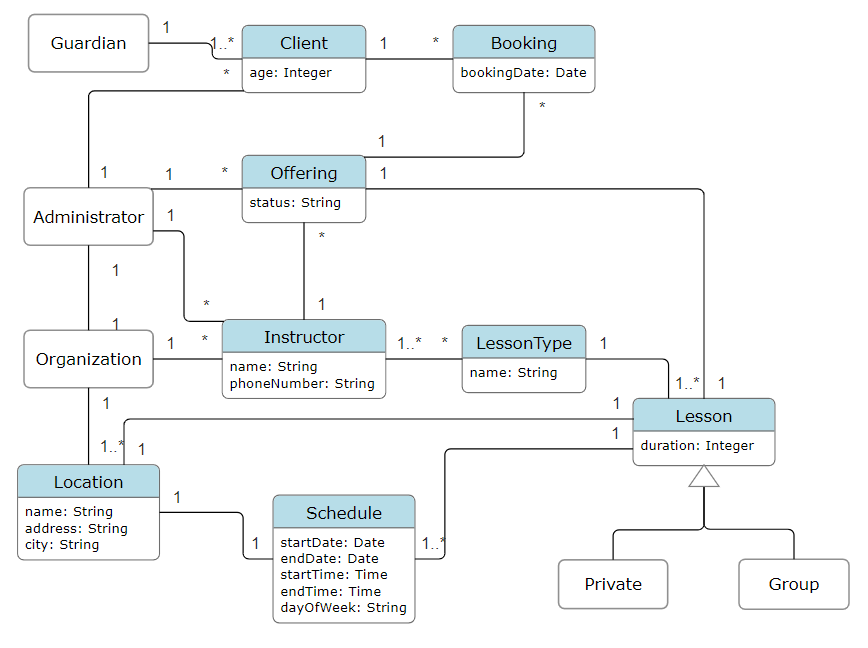 Guardian
1
1..*
Client
age: Integer
1
*
Booking
bookingDate: Date
*
*
1
1
1
*
Offering
status: String
1
Administrator
1
*
1
1
*
1
Organization
1
*
Instructor
name: String
phoneNumber: String
1..*
*
LessonType
name: String
1
1..*
1
Lesson
duration: Integer
1
1
1
1..*
1
Location
name: String
address: String
city: String
1
1
Schedule
startDate: Date
endDate: Date
startTime: Time
endTime: Time
dayOfWeek: String
1..*
Private
Group